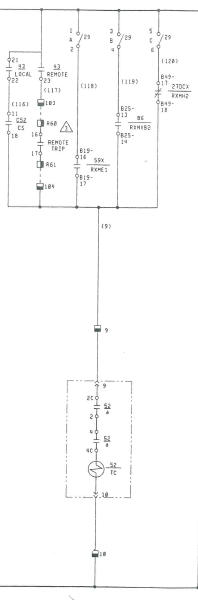 1
A
2
/29
3
B
4
/29
5
C
6
/29
21
43
LOCAL
22
43
REMOTE
23
(116)
(117)
(118)
(119)
(120)
103
11
CS2
CS
18
R60
16
REMOTE
TRIP
17
R61
104
B19-
16
59X
RXME1
B19-
17
B25-
13
86
RXMVB2
B25-
14
B49-
17
27DCX
RXMH2
B49-
18
(9)
9
9
2C
52
a
2
4
52
a
4C
52
TC
10
10